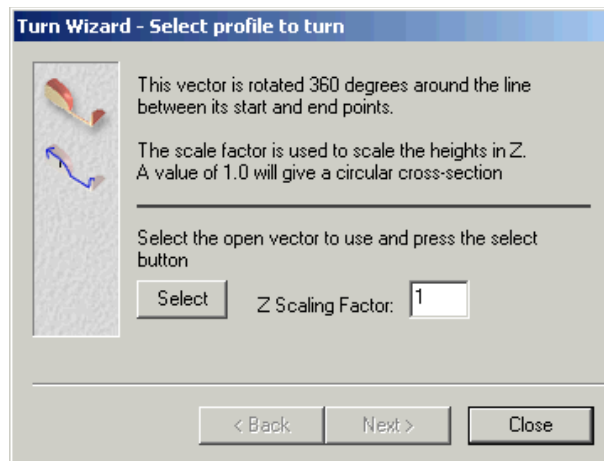 Turn Wizard - Select profile to turn
This vector is rotated 360 degrees around the line
between its start and end points.
The scale factor is used to scale the heights in Z.
A value of 1.0 will give a circular cross-section
Select the open vector to use and press the select
button
Select Z Scaling Factor: 1
< Back Next > Close